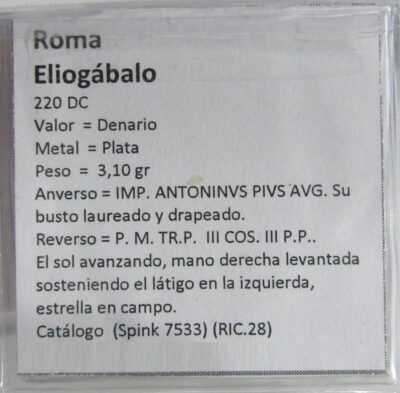 Roma
Eliogábalo
220 DC
Valor = Denario
Metal = Plata
Peso = 3,10 gr
Anverso = IMP. ANTONINVS PIVS AVG. Su
busto laureado y drapeado.
Reverso = P. M. TR.P. III COS. III P.P..
El sol avanzando, mano derecha levantada
sosteniendo el látigo en la izquierda,
estrella en campo.
Catálogo (Spink 7533) (RIC.28)